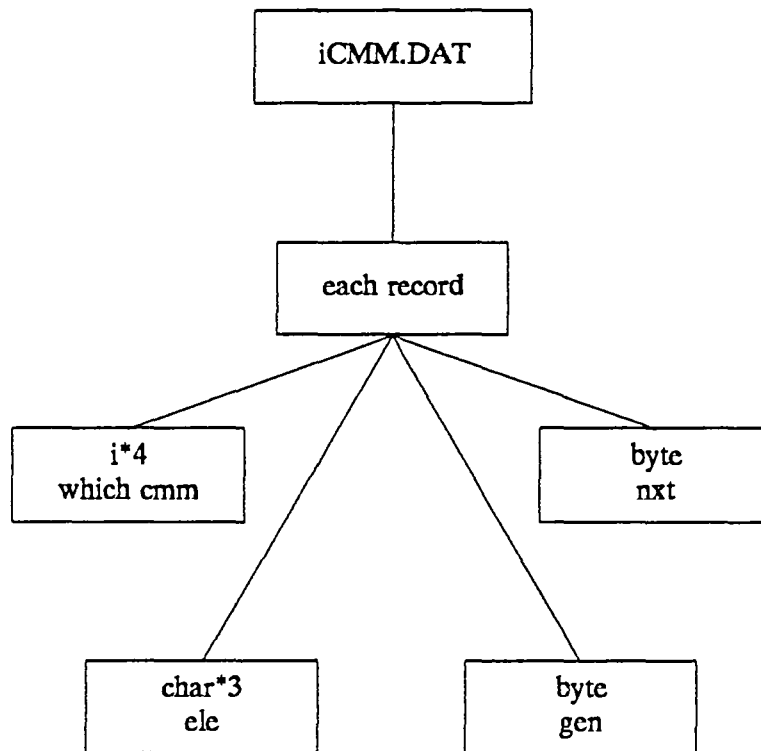 iCMM.DAT
each record
i*4
which cmm
byte
nxt
char*3
ele
byte
gen